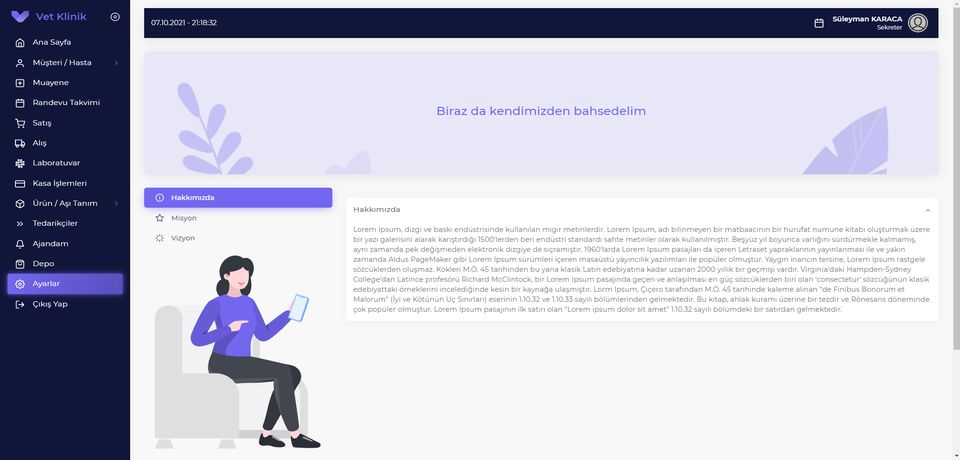 Vet Klinik
Ana Sayfa
Müşteri / Hasta
Muayene
Randevu Takvimi
Satış
Alış
Laboratuvar
Kasa İşlemleri
Ürün / Aşı Tanım
Tedarikçiler
Ajandam
Depo
Ayarlar
Çıkış Yap
07.10.2021 - 21:18:32
Süleyman KARACA
Sekreter
Biraz da kendimizden bahsedelim
Hakkımızda
Misyon
Vizyon
Hakkımızda
Lorem Ipsum, dizgi ve baskı endüstrisinde kullanılan mıgır metinlerdir. Lorem Ipsum, adı bilinmeyen bir matbaacının bir hurufat numune kitabı oluşturmak üzere
bir yazı galerisini alarak karıştırdığı 1500'lerden beri endüstri standardı sahte metinler olarak kullanılmıştır. Beşyüz yıl boyunca varlığını sürdürmekle kalmamış,
aynı zamanda pek değişmeden elektronik dizgiye de sıçramıştır. 1960'larda Lorem Ipsum pasajları da içeren Letraset yapraklarının yayınlanması ile ve yakın
zamanda Aldus PageMaker gibi Lorem Ipsum sürümleri içeren masaüstü yayıncılık yazılımları ile popüler olmuştur. Yaygın inancın tersine, Lorem Ipsum rastgele
sözcüklerden oluşmaz. Kökleri M.Ö. 45 tarihinden bu yana klasik Latin edebiyatına kadar uzanan 2000 yıllık bir geçmişi vardır. Virginia'daki Hampden-Sydney
College'dan Latince profesörü Richard McClintock, bir Lorem Ipsum pasajında geçen ve anlaşılması en güç sözcüklerden biri olan 'consectetur' sözcüğünün klasik
edebiyattaki örneklerini incelediğinde kesin bir kaynağa ulaşmıştır. Lorm Ipsum, Çiçero tarafından M.Ö. 45 tarihinde kaleme alınan "de Finibus Bonorum et
Malorum" (İyi ve Kötünün Uç Sınırları) eserinin 1.10.32 ve 1.10.33 sayılı bölümlerinden gelmektedir. Bu kitap, ahlak kuramı üzerine bir tezdir ve Rönesans döneminde
çok popüler olmuştur. Lorem Ipsum pasajının ilk satırı olan "Lorem ipsum dolor sit amet" 1.10.32 sayılı bölümdeki bir satırdan gelmektedir.